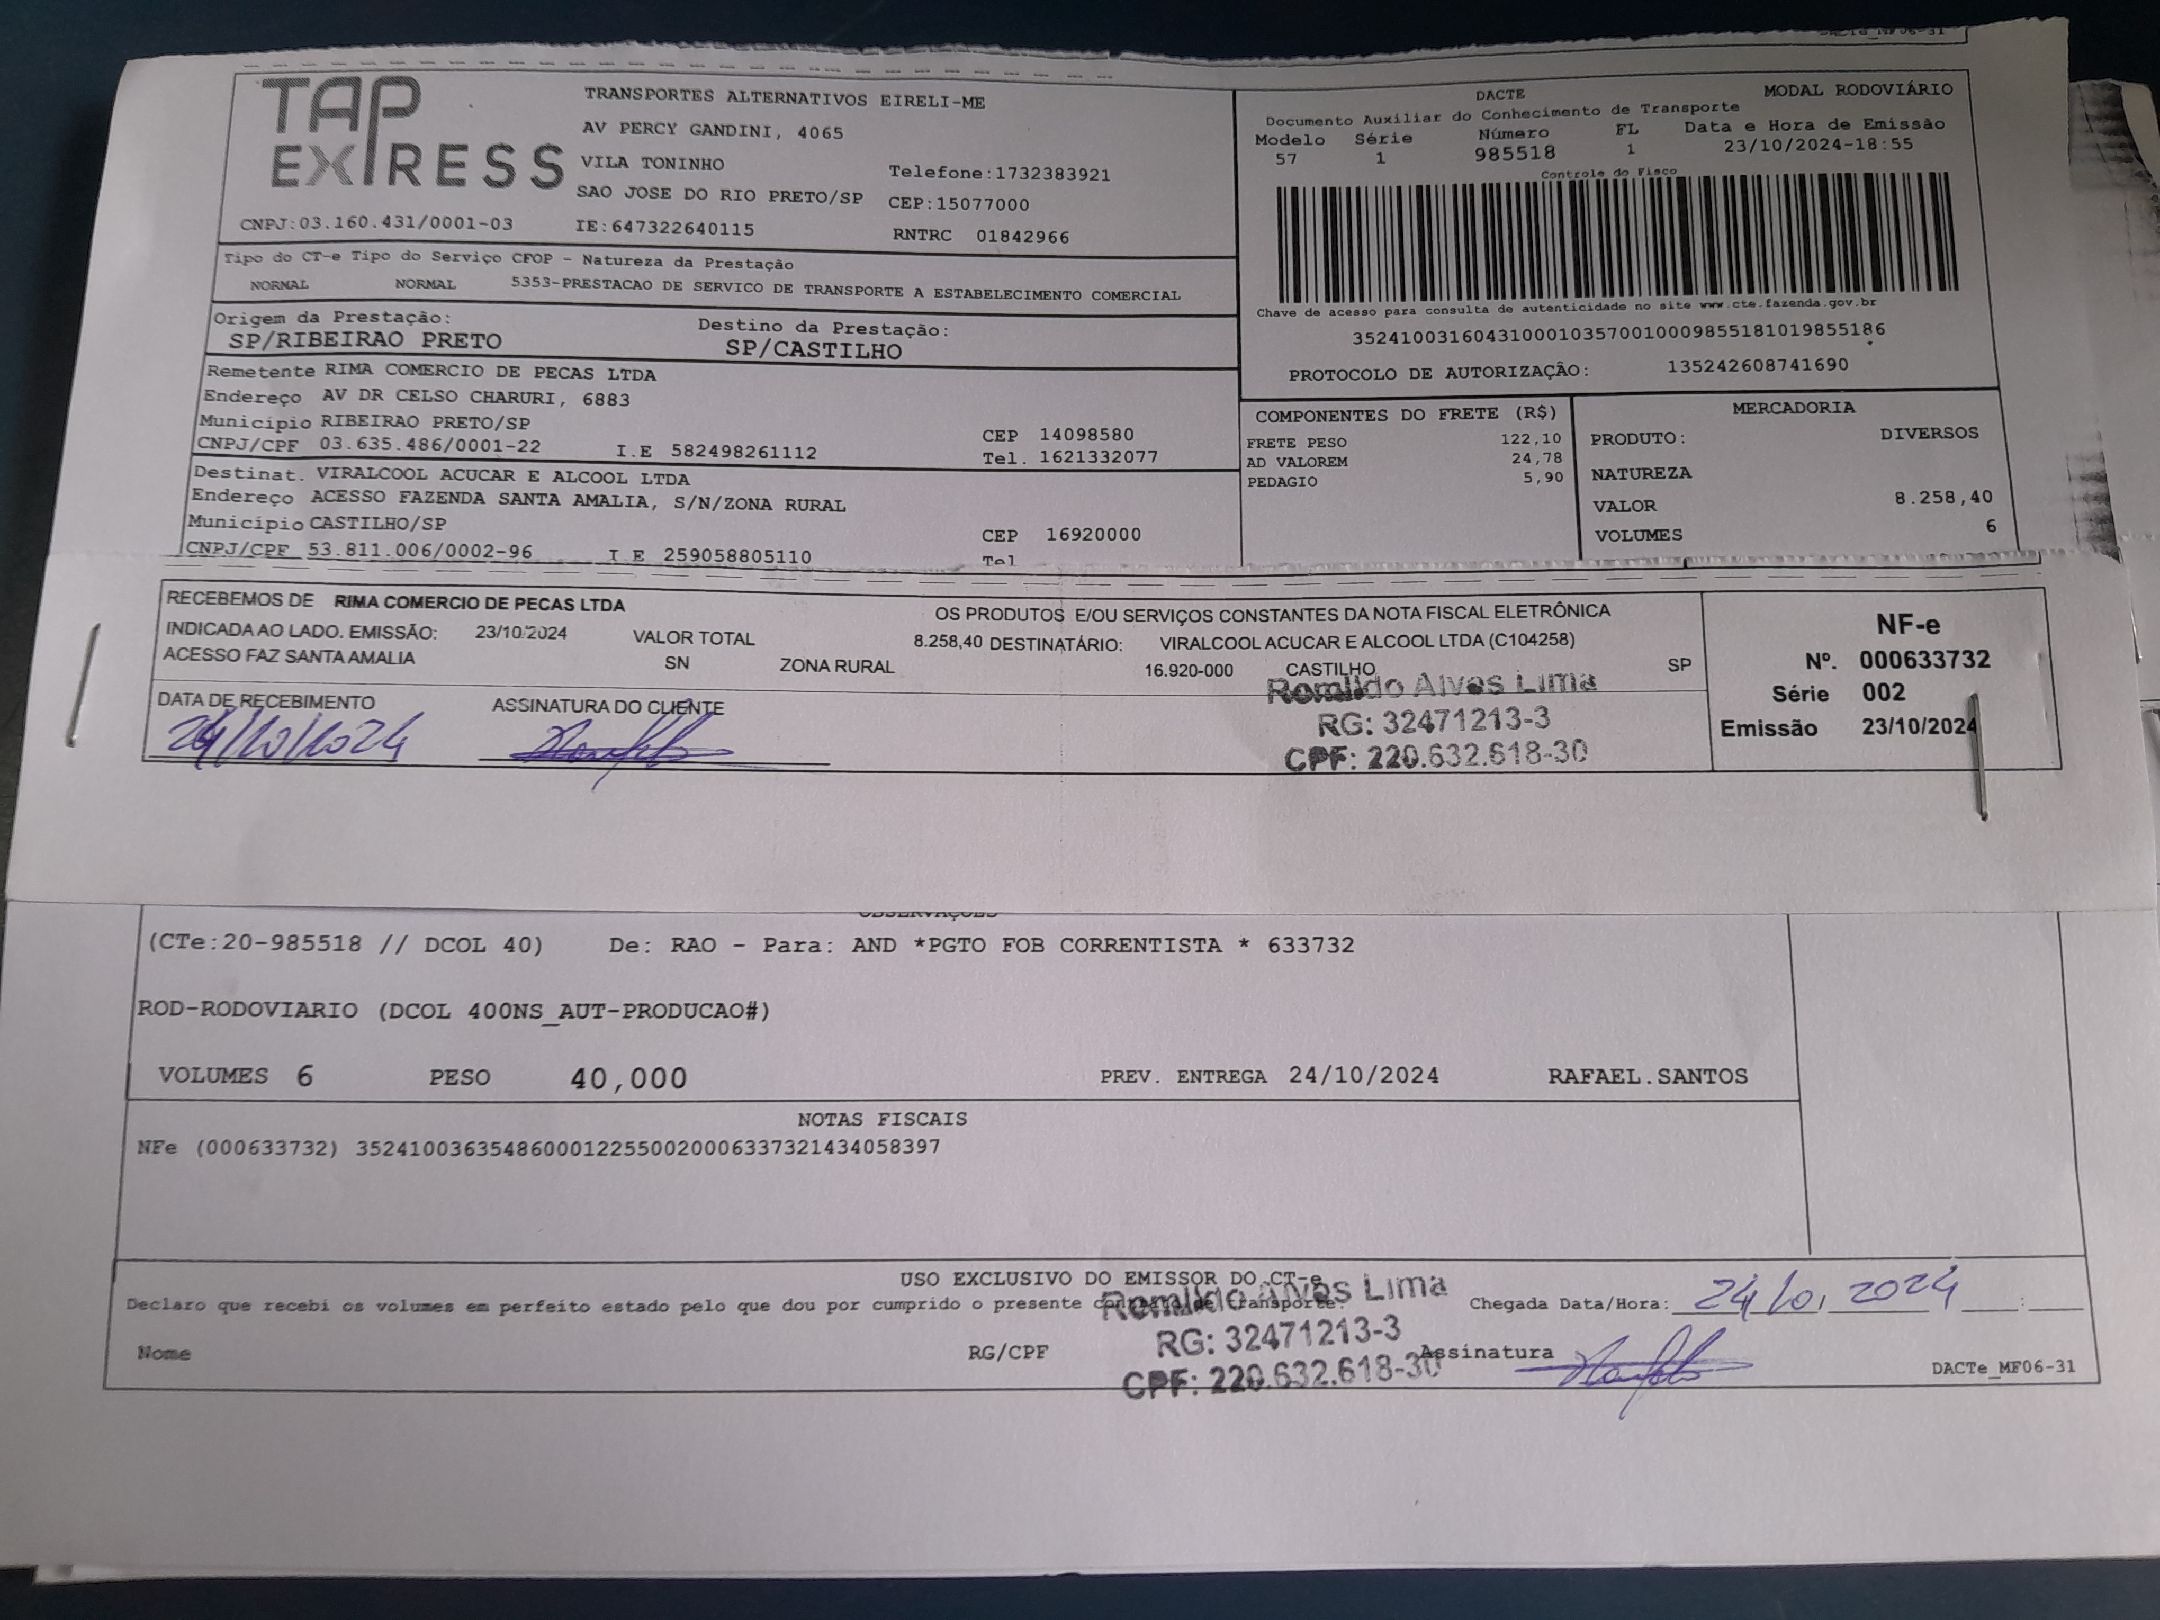 DACTe_MF06-31
TAP EXPRESS
TRANSPORTES ALTERNATIVOS EIRELI-ME
AV PERCY GANDINI, 4065
VILA TONINHO
Telefone:1732383921
SAO JOSE DO RIO PRETO/SP CEP:15077000
CNPJ:03.160.431/0001-03 IE:647322640115 RNTRC 01842966
DACTE MODAL RODOVIÁRIO
Documento Auxiliar do Conhecimento de Transporte
Modelo Série Número FL Data e Hora de Emissão
57 1 985518 1 23/10/2024-18:55
Controle do Fisco
Chave de acesso para consulta de autenticidade no site www.cte.fazenda.gov.br
35241003160431000103570010009855181019855186
PROTOCOLO DE AUTORIZAÇÃO: 135242608741690
Tipo do CT-e Tipo do Serviço CFOP - Natureza da Prestação
NORMAL NORMAL 5353-PRESTACAO DE SERVICO DE TRANSPORTE A ESTABELECIMENTO COMERCIAL
Origem da Prestação: Destino da Prestação:
SP/RIBEIRAO PRETO SP/CASTILHO
Remetente RIMA COMERCIO DE PECAS LTDA
Endereço AV DR CELSO CHARURI, 6883
Município RIBEIRAO PRETO/SP CEP 14098580
CNPJ/CPF 03.635.486/0001-22 I.E 582498261112 Tel. 1621332077
Destinat. VIRALCOOL ACUCAR E ALCOOL LTDA
Endereço ACESSO FAZENDA SANTA AMALIA, S/N/ZONA RURAL
Município CASTILHO/SP CEP 16920000
CNPJ/CPF 53.811.006/0002-96 I E 259058805110 Tel
COMPONENTES DO FRETE (R$)
FRETE PESO 122,10
AD VALOREM 24,78
PEDAGIO 5,90
MERCADORIA
PRODUTO: DIVERSOS
NATUREZA
VALOR 8.258,40
VOLUMES 6
RECEBEMOS DE RIMA COMERCIO DE PECAS LTDA OS PRODUTOS E/OU SERVIÇOS CONSTANTES DA NOTA FISCAL ELETRÔNICA
INDICADA AO LADO. EMISSÃO: 23/10/2024 VALOR TOTAL 8.258,40 DESTINATÁRIO: VIRALCOOL ACUCAR E ALCOOL LTDA (C104258)
ACESSO FAZ SANTA AMALIA SN ZONA RURAL 16.920-000 CASTILHO SP
DATA DE RECEBIMENTO ASSINATURA DO CLIENTE
24/10/2024
Romildo Alves Lima
RG: 32471213-3
CPF: 220.632.618-30
NF-e
Nº. 000633732
Série 002
Emissão 23/10/2024
OBSERVAÇÕES
(CTe:20-985518 // DCOL 40) De: RAO - Para: AND *PGTO FOB CORRENTISTA * 633732
ROD-RODOVIARIO (DCOL 400NS_AUT-PRODUCAO#)
VOLUMES 6 PESO 40,000 PREV. ENTREGA 24/10/2024 RAFAEL.SANTOS
NOTAS FISCAIS
NFe (000633732) 35241003635486000122550020006337321434058397
USO EXCLUSIVO DO EMISSOR DO CT-e
Declaro que recebi os volumes em perfeito estado pelo que dou por cumprido o presente contrato de transporte. Chegada Data/Hora: 24/10/2024
Nome RG/CPF Assinatura
Romildo Alves Lima
RG: 32471213-3
CPF: 220.632.618-30
DACTe_MF06-31